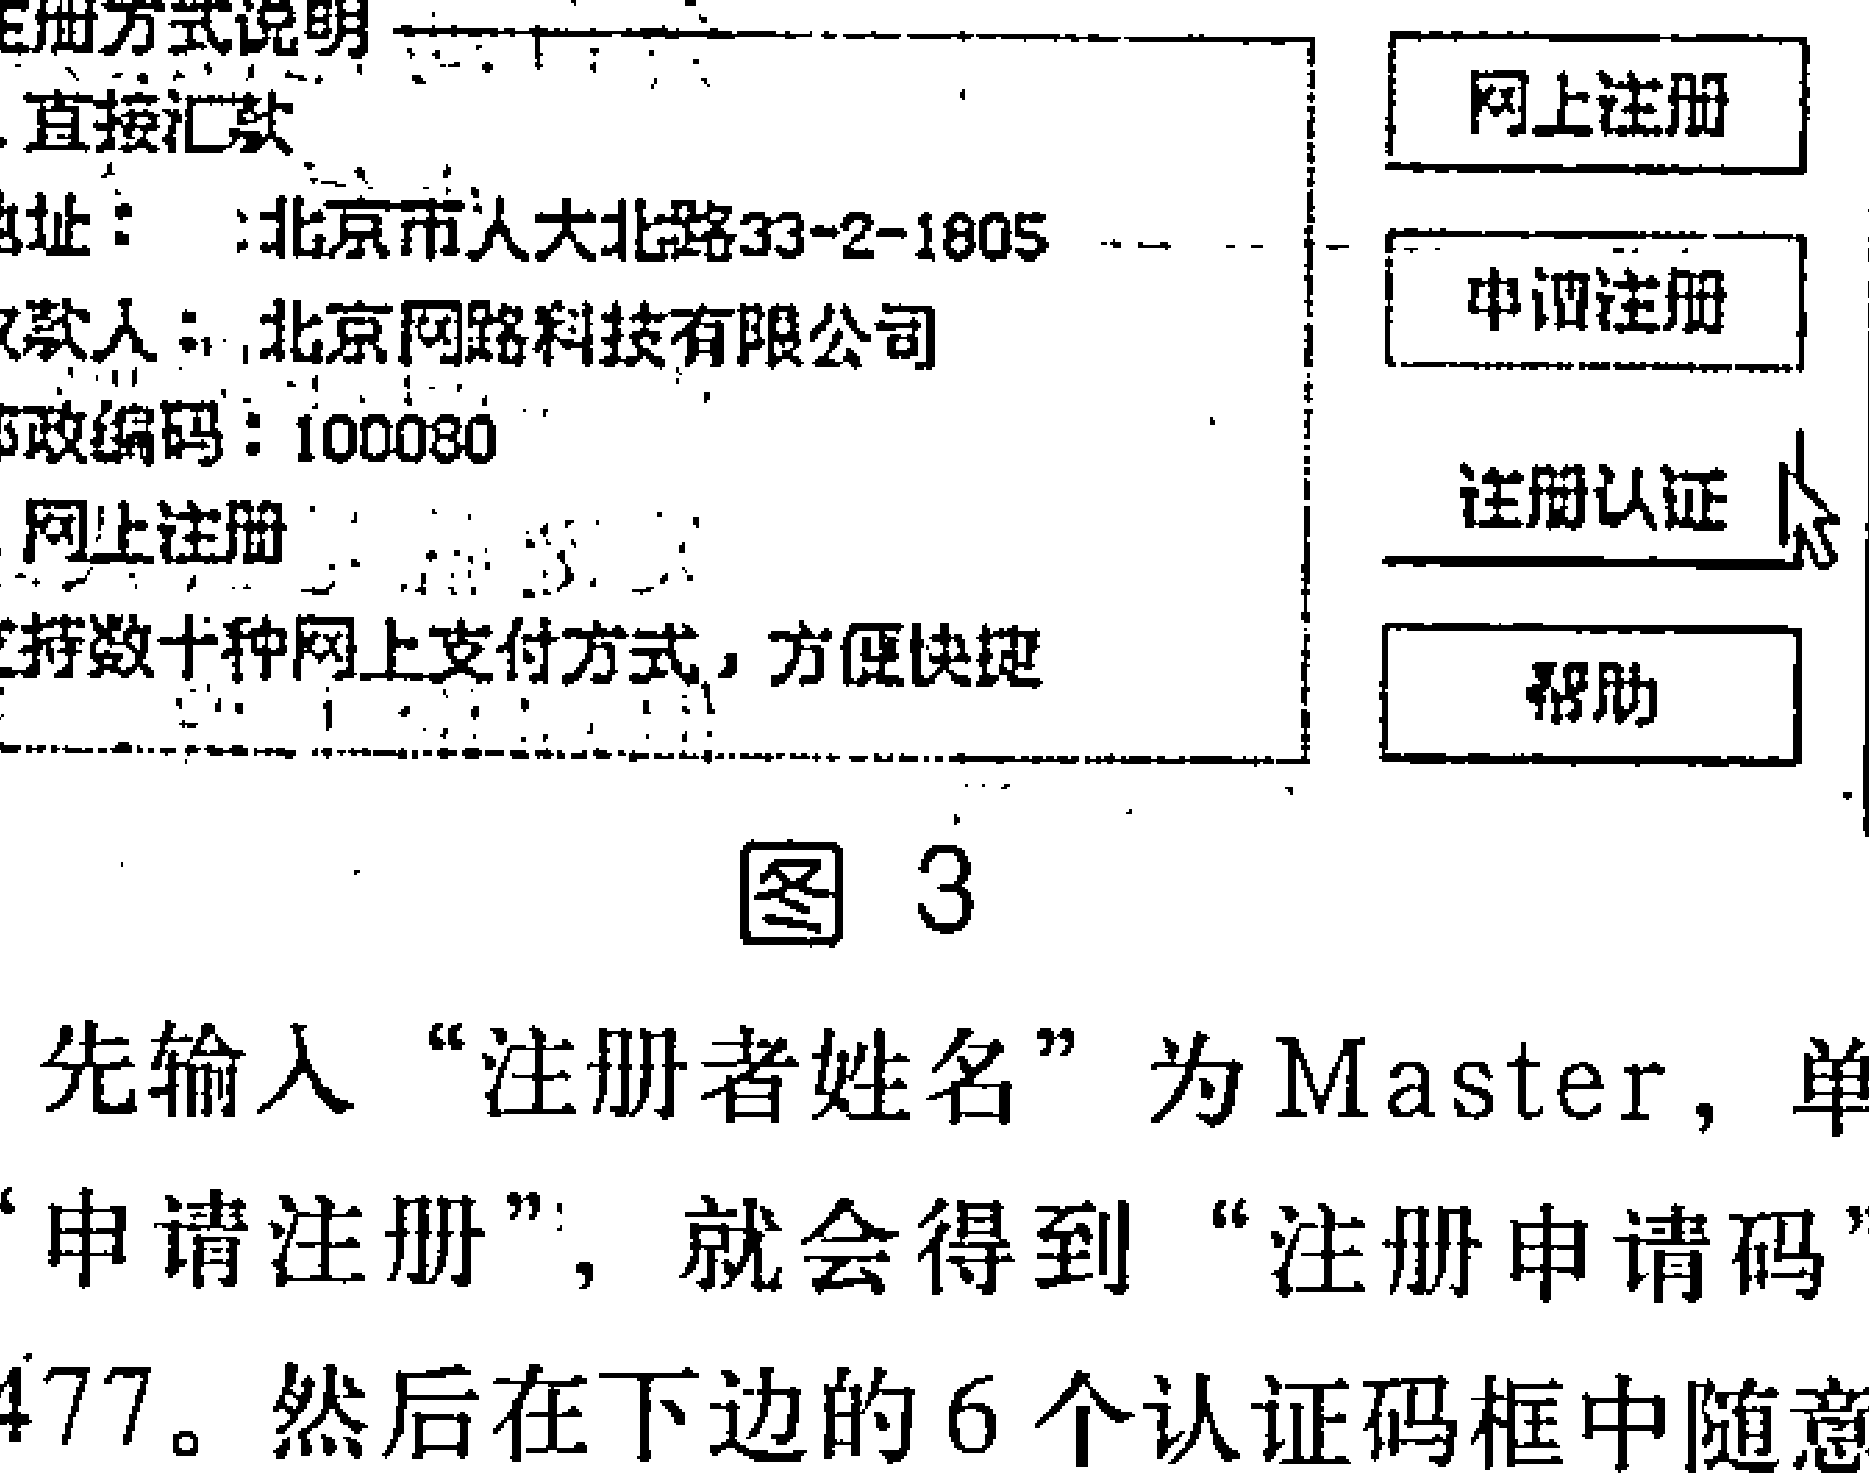 注册方式说明
.直接汇款
地址： 北京市人大北路33-2-1805
收款人： 北京网路科技有限公司
邮政编码：100080
.网上注册
支持数十种网上支付方式，方便快捷
网上注册
申请注册
注册认证
帮助
图 3
先输入“注册者姓名”为Master，单
“申请注册”，就会得到“注册申请码”
477。然后在下边的6个认证码框中随意